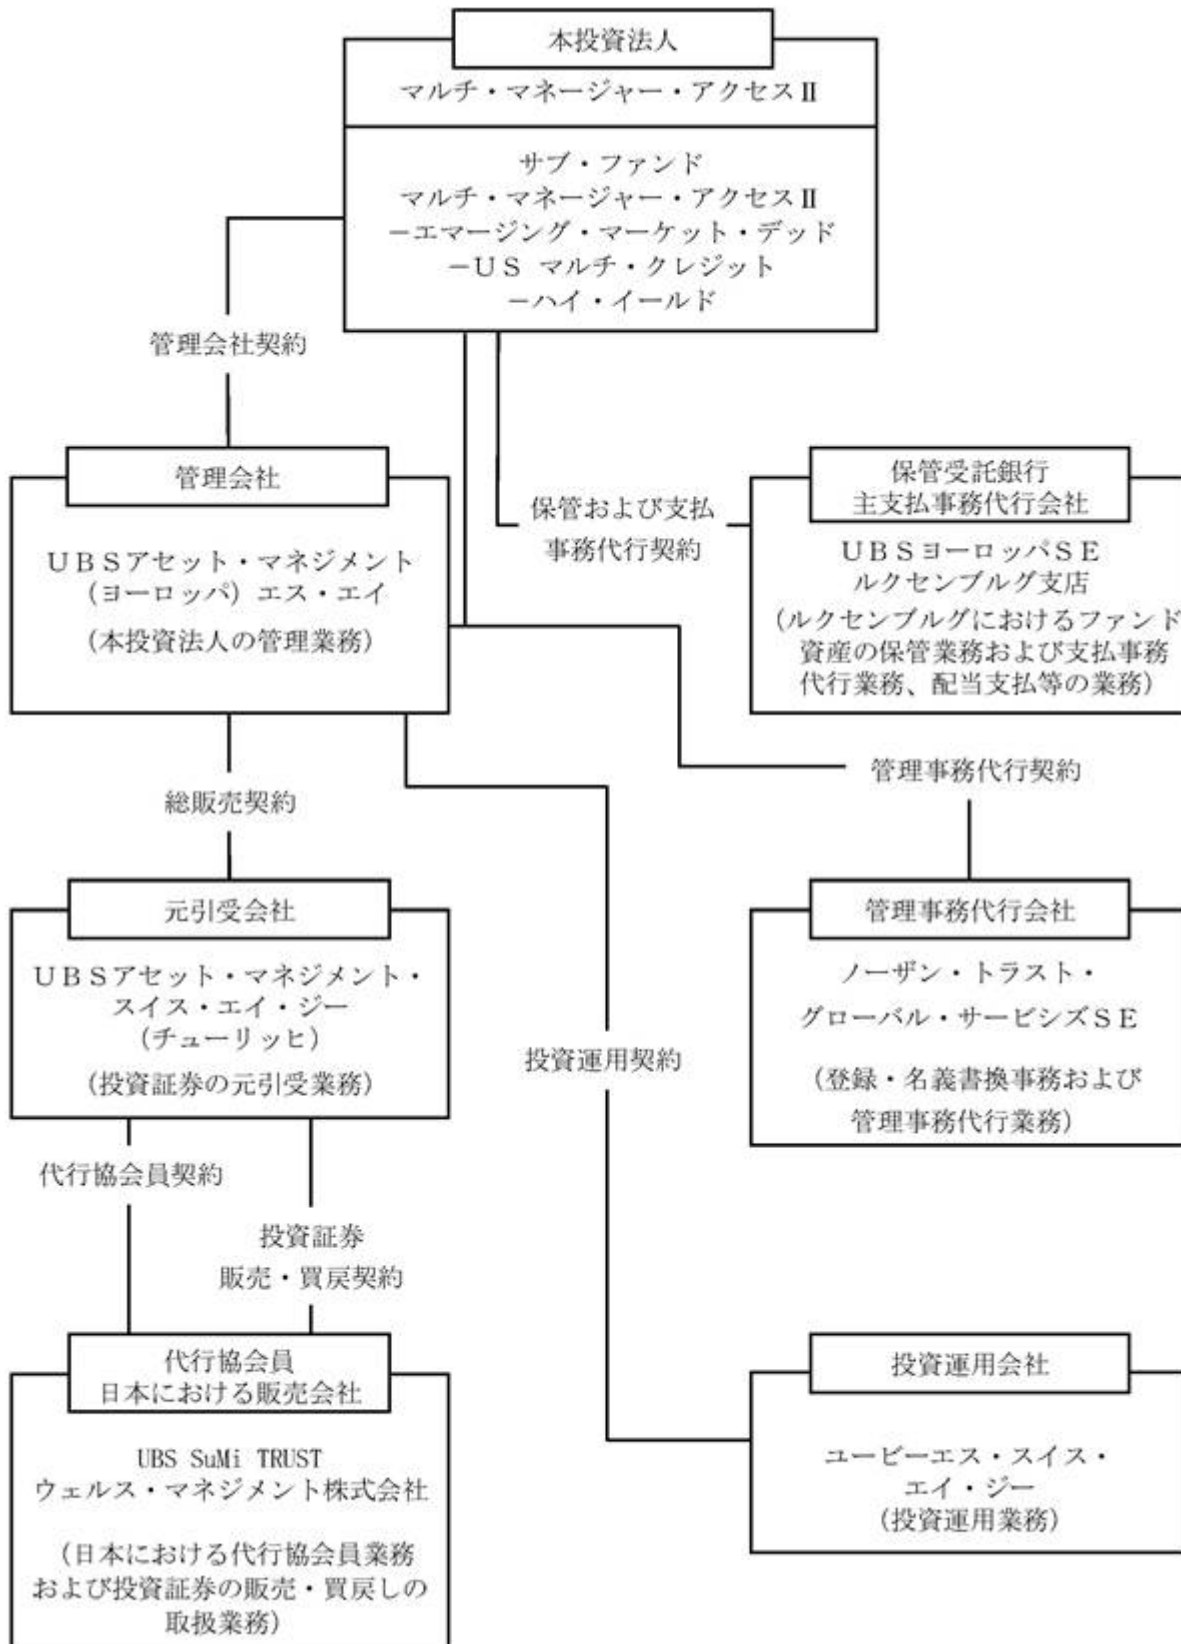 本投資法人
マルチ・マネージャー・アクセスⅡ
サブ・ファンド
マルチ・マネージャー・アクセスⅡ
－エマージング・マーケット・デッド
－ＵＳ マルチ・クレジット
－ハイ・イールド
管理会社契約
管理会社
ＵＢＳアセット・マネジメント
（ヨーロッパ）エス・エイ
（本投資法人の管理業務）
保管および支払
事務代行契約
保管受託銀行
主支払事務代行会社
ＵＢＳヨーロッパＳＥ
ルクセンブルグ支店
（ルクセンブルグにおけるファンド
資産の保管業務および支払事務
代行業務、配当支払等の業務）
総販売契約
管理事務代行契約
元引受会社
ＵＢＳアセット・マネジメント・
スイス・エイ・ジー
（チューリッヒ）
（投資証券の元引受業務）
投資運用契約
管理事務代行会社
ノーザン・トラスト・
グローバル・サービシズＳＥ
（登録・名義書換事務および
管理事務代行業務）
代行協会員契約
投資証券
販売・買戻契約
代行協会員
日本における販売会社
UBS SuMi TRUST
ウェルス・マネジメント株式会社
（日本における代行協会員業務
および投資証券の販売・買戻しの
取扱業務）
投資運用会社
ユービーエス・スイス・
エイ・ジー
（投資運用業務）